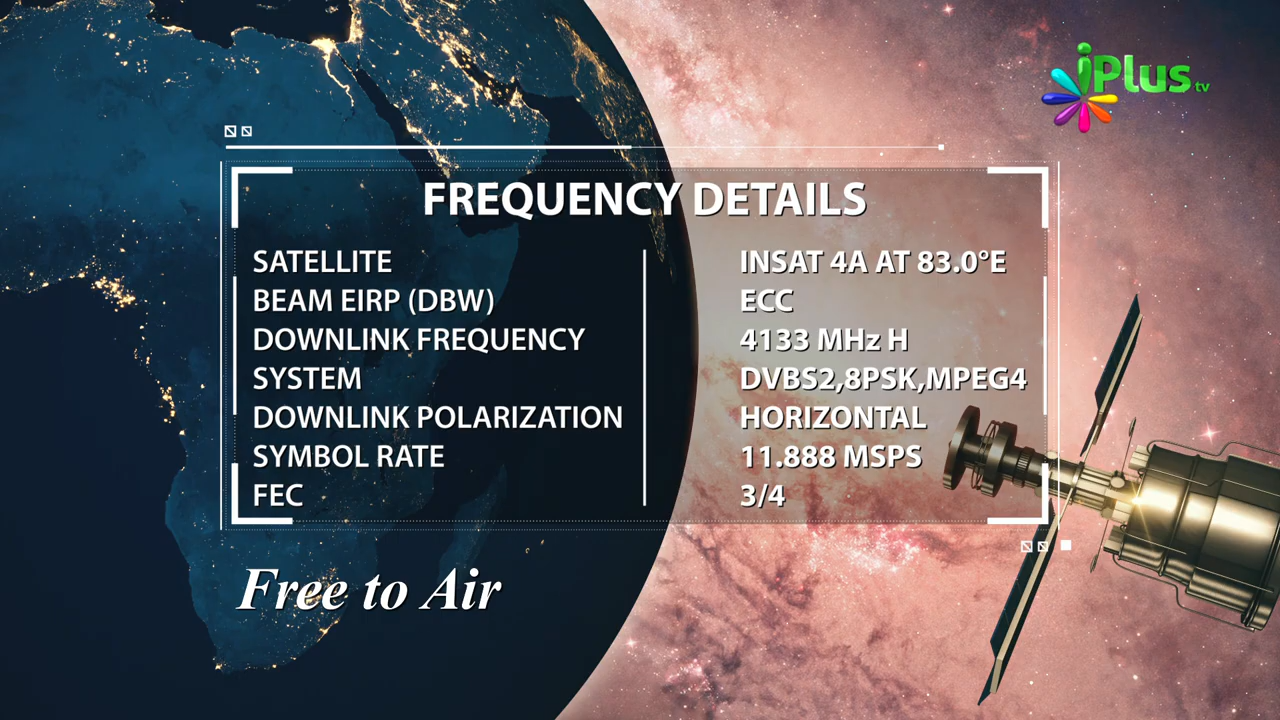 iPlus tv
FREQUENCY DETAILS
SATELLITE INSAT 4A AT 83.0°E
BEAM EIRP (DBW) ECC
DOWNLINK FREQUENCY 4133 MHz H
SYSTEM DVBS2,8PSK,MPEG4
DOWNLINK POLARIZATION HORIZONTAL
SYMBOL RATE 11.888 MSPS
FEC 3/4
Free to Air